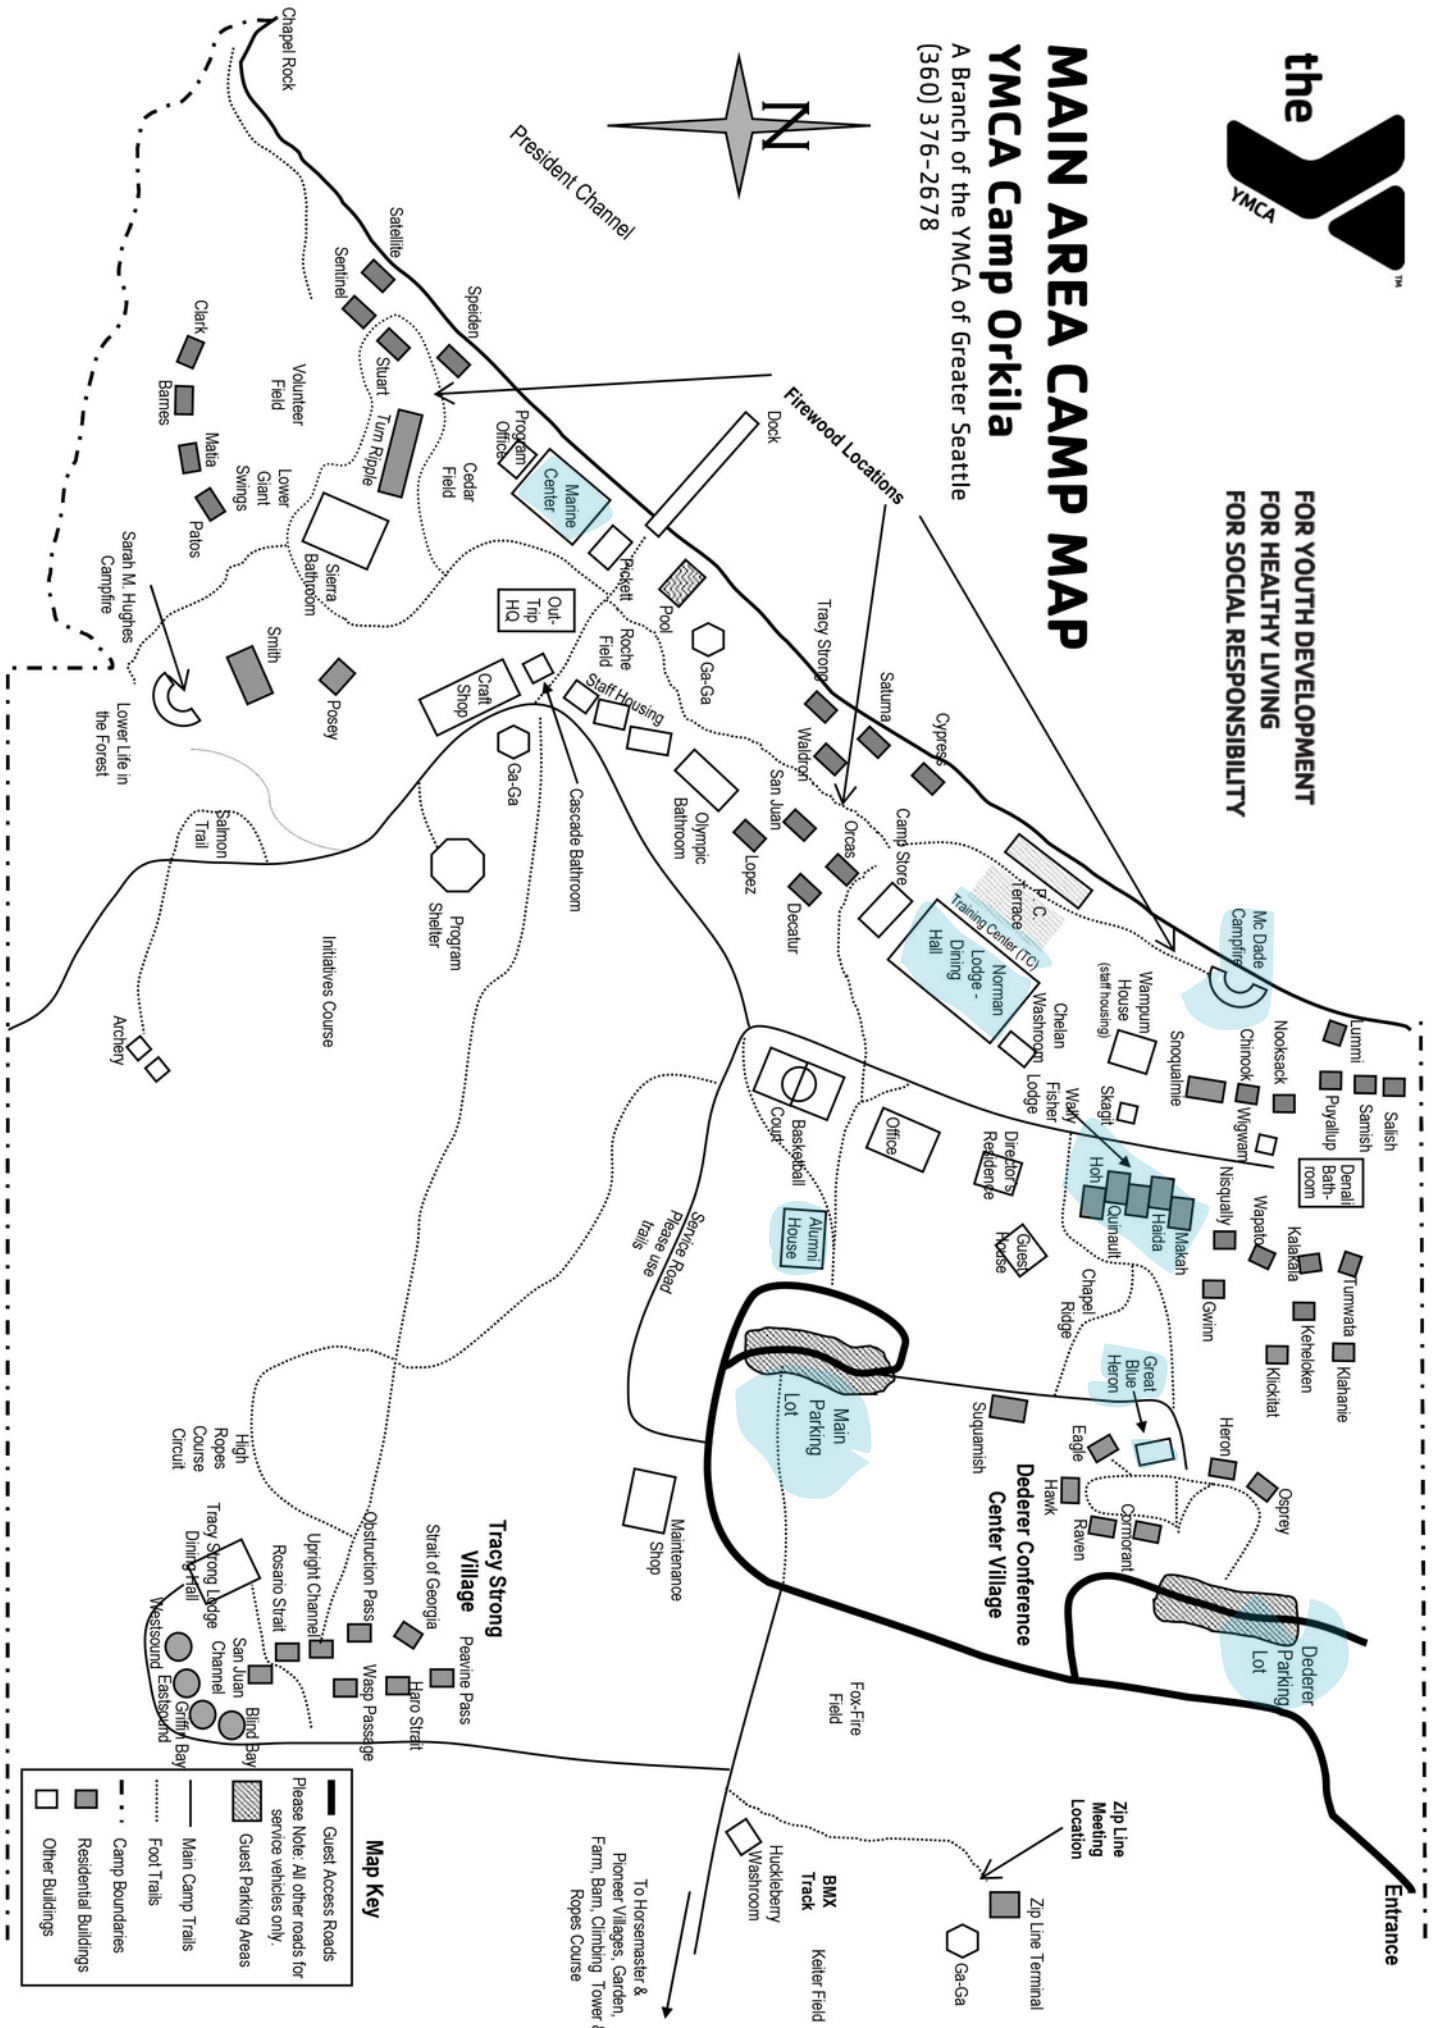 the
YMCA
™
FOR YOUTH DEVELOPMENT
FOR HEALTHY LIVING
FOR SOCIAL RESPONSIBILITY
MAIN AREA CAMP MAP
YMCA Camp Orkila
A Branch of the YMCA of Greater Seattle
(360) 376-2678
N
President Channel
Chapel Rock
Satellite
Sentinel
Speiden
Stuart
Clark
Barnes
Matia
Patos
Volunteer
Field
Tum Ripple
Lower
Giant
Swings
Cedar
Field
Program
Office
Marine
Center
Pickett
Dock
Firewood Locations
Sierra
Bathroom
Sarah M. Hughes
Campfire
Smith
Posey
Lower Life in
the Forest
Out-
Trip
HQ
Roche
Field
Pool
Ga-Ga
Staff Housing
Craft
Shop
Ga-Ga
Cascade Bathroom
Olympic
Bathroom
Tracy Strong
Waldron
Saturna
Cypress
San Juan
Lopez
Orcas
Decatur
Camp Store
P. C.
Terrace
Training Center (TC)
Norman
Lodge -
Dining
Hall
Mc Dade
Campfire
Wampum
House
(staff housing)
Chelan
Washroom
Salmon
Trail
Program
Shelter
Initiatives Course
Archery
Lummi
Nooksack
Chinook
Snoqualmie
Skagit
Wigwam
Puyallup
Samish
Salish
Denali
Bath-
room
Wally
Fisher
Lodge
Hoh
Quinault
Haida
Makah
Nisqually
Wapato
Kalakala
Tumwata
Gwinn
Keheloken
Klahanie
Klickitat
Basketball
Court
Office
Director's
Residence
Guest
House
Alumni
House
Chapel
Ridge
Service Road
Please use
trails
Great
Blue
Heron
Main
Parking
Lot
Suquamish
Eagle
Hawk
Raven
Cormorant
Heron
Osprey
Dederer Conference
Center Village
Dederer
Parking
Lot
Maintenance
Shop
High
Ropes
Course
Circuit
Tracy Strong
Village
Tracy Strong Lodge
Dining Hall
Rosario Strait
Upright Channel
Obstruction Pass
Strait of Georgia
Peavine Pass
Haro Strait
Wasp Passage
San Juan
Channel
Westsound
Eastsound
Griffin Bay
Blind Bay
Fox-Fire
Field
Zip Line
Meeting
Location
Zip Line Terminal
Ga-Ga
Huckleberry
Washroom
BMX
Track
Keiter Field
Entrance
To Horsemaster &
Pioneer Villages, Garden,
Farm, Barn, Climbing Tower &
Ropes Course
Map Key
Guest Access Roads
Please Note: All other roads for
service vehicles only.
Guest Parking Areas
Main Camp Trails
Foot Trails
Camp Boundaries
Residential Buildings
Other Buildings